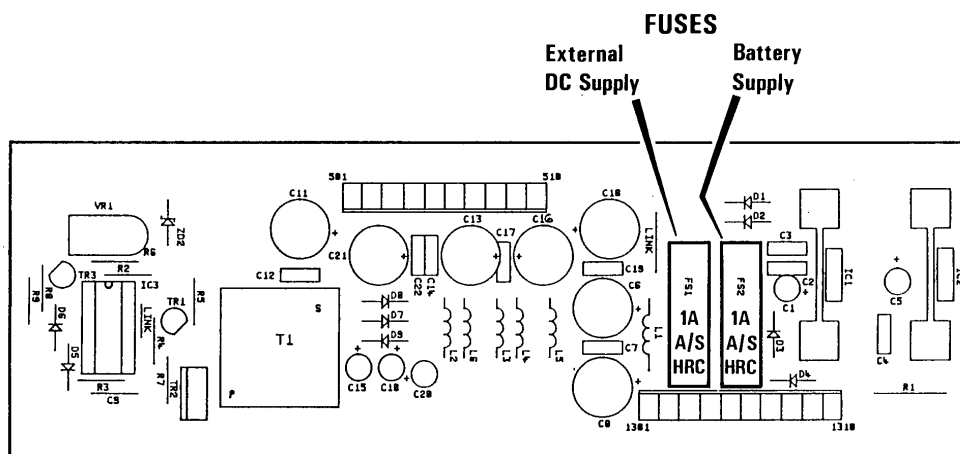 FUSES
External
DC Supply
Battery
Supply
501
510
C11
C18
D1
D2
VR1
ZD2
R6
C13
C17
C16
LINK
C3
C21
C22
C14
C12
C19
C2
IC1
C5
IC2
R2
TR3
IC3
R8
R9
R5
TR1
LINK
R4
D6
D5
R3
C9
R7
TR2
T1
S
P
D8
D7
D9
C15
C10
C20
L2
L6
L3
L4
L5
C6
C7
C8
L1
FS1
1A
A/S
HRC
FS2
1A
A/S
HRC
C1
D3
D4
C4
R1
1301
1310